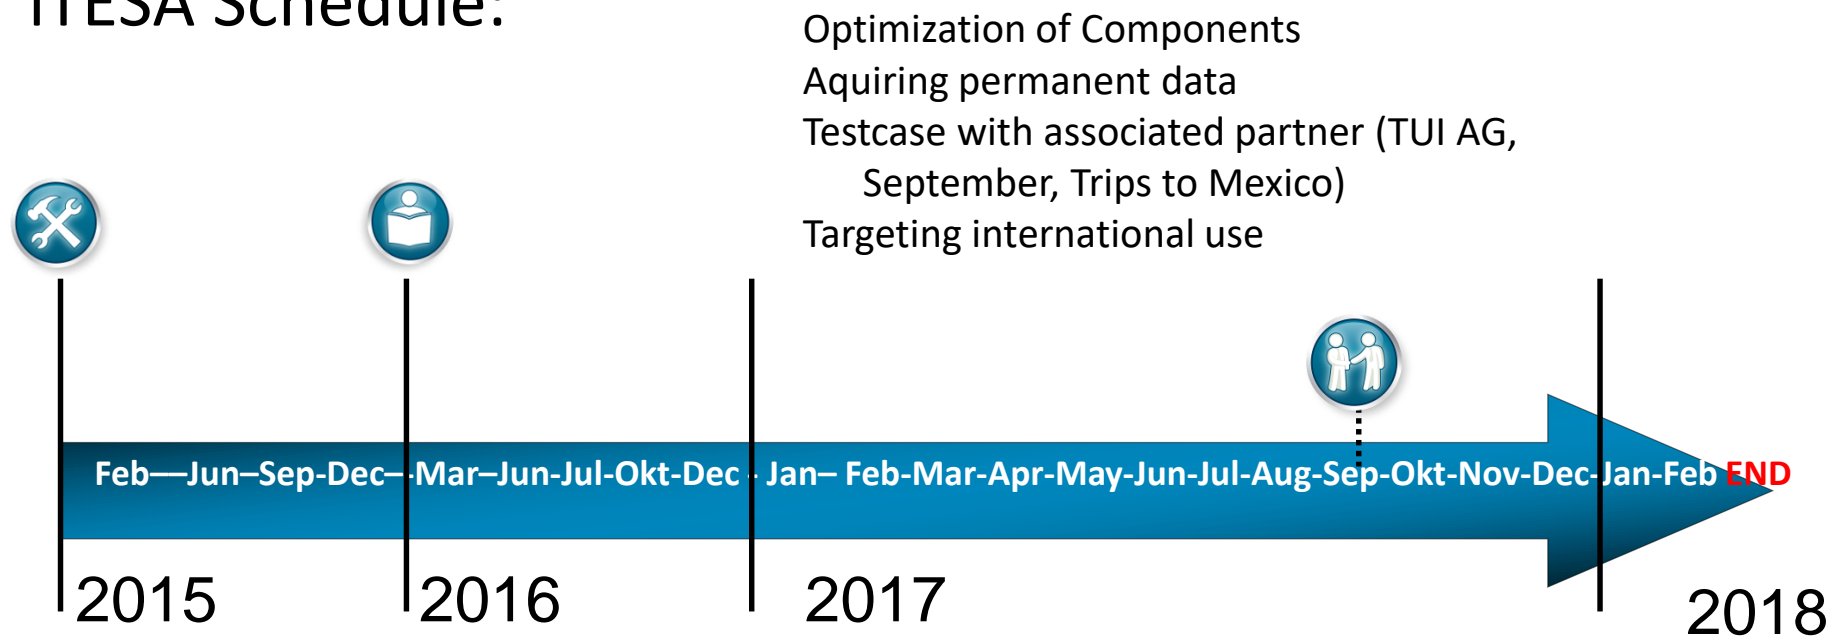 ITESA Schedule:
Optimization of Components
Aquiring permanent data
Testcase with associated partner (TUI AG,
September, Trips to Mexico)
Targeting international use
Feb––Jun–Sep-Dec–-Mar–Jun-Jul-Okt-Dec - Jan– Feb-Mar-Apr-May-Jun-Jul-Aug-Sep-Okt-Nov-Dec-Jan-Feb END
2015 2016 2017 2018